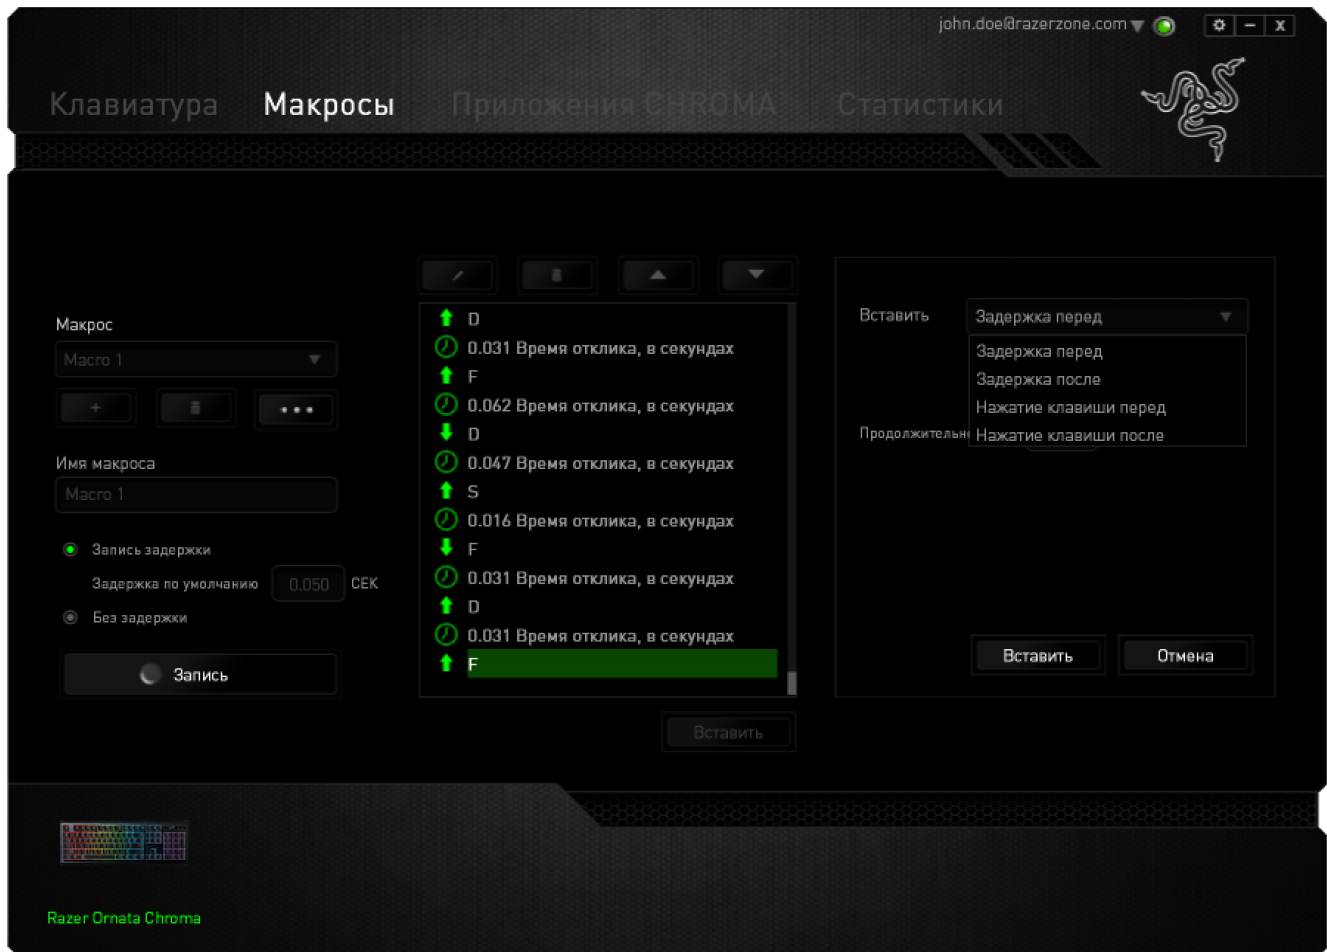 john.doe@razerzone.com
Клавиатура Макросы Приложения CHROMA Статистики
Макрос
Macro 1
Имя макроса
Macro 1
Запись задержки
Задержка по умолчанию 0.050 СЕК
Без задержки
Запись
D
0.031 Время отклика, в секундах
F
0.062 Время отклика, в секундах
D
0.047 Время отклика, в секундах
S
0.016 Время отклика, в секундах
F
0.031 Время отклика, в секундах
D
0.031 Время отклика, в секундах
F
Вставить
Вставить Задержка перед
Задержка перед
Задержка после
Нажатие клавиши перед
Продолжительно Нажатие клавиши после
Вставить Отмена
Razer Ornata Chroma